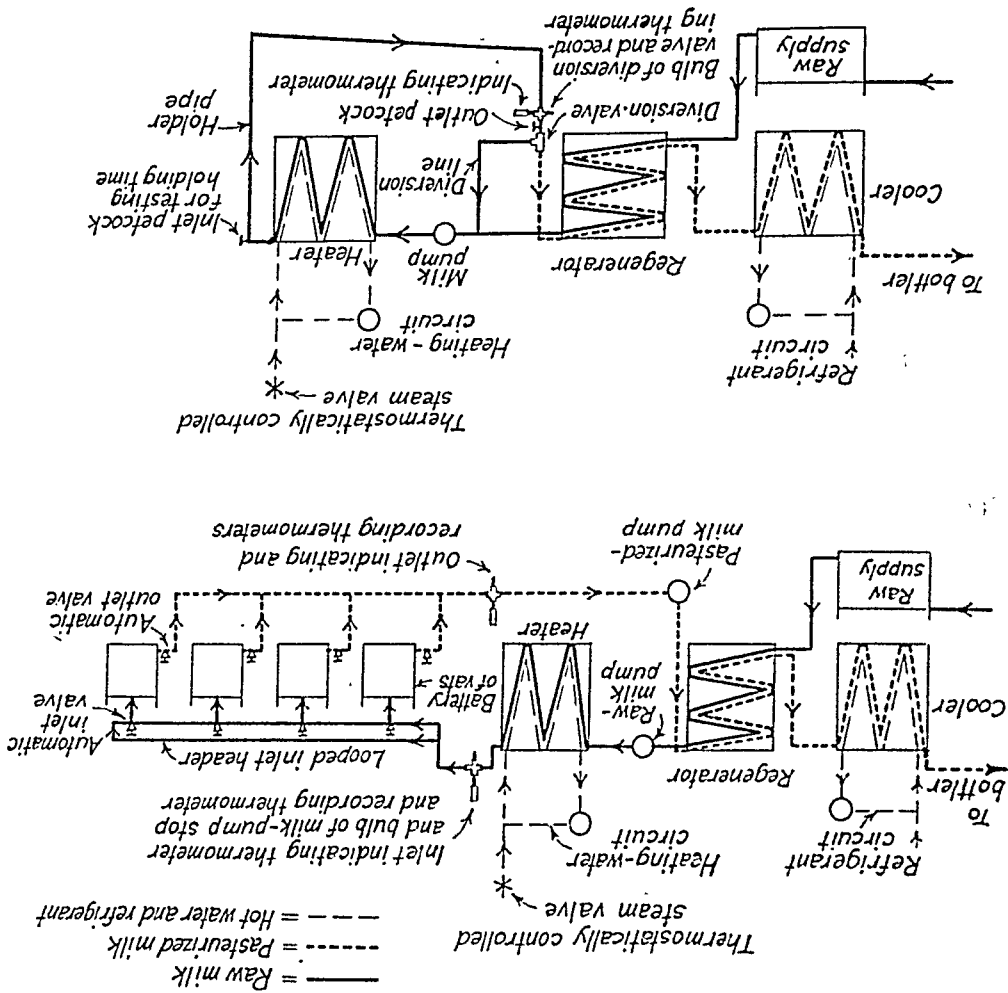 = Raw milk
= Pasteurized milk
= Hot water and refrigerant
Thermostatically controlled
steam valve
Heating-water
circuit
Inlet indicating thermometer
and bulb of milk-pump stop
and recording thermometer
Refrigerant
circuit
To
bottler
Looped inlet header
Automatic
inlet
valve
Battery
of vats
Automatic
outlet valve
Raw-
milk
pump
Heater
Regenerator
Cooler
Raw
supply
Outlet indicating and
recording thermometers
Pasteurized-
milk pump
Thermostatically controlled
steam valve
Heating-water
circuit
Refrigerant
circuit
To bottler
Heater
Milk
pump
Regenerator
Cooler
Inlet petcock
for testing
holding time
Holder
pipe
Diversion
line
Diversion-valve
Outlet petcock
Indicating thermometer
Bulb of diversion
valve and record-
ing thermometer
Raw
supply